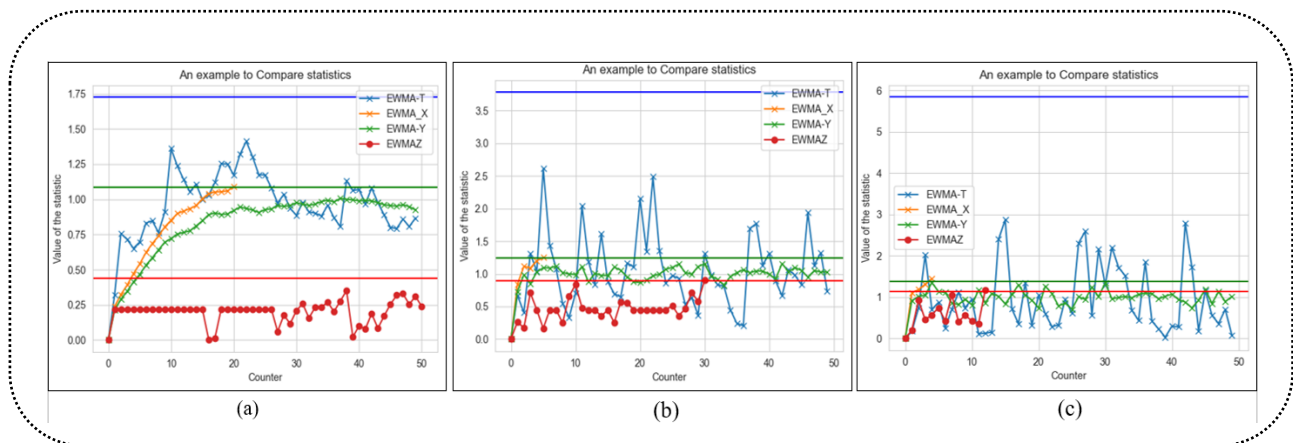 An example to Compare statistics
EWMA-T
EWMA_X
EWMA-Y
EWMAZ
Value of the statistic
1.75
1.50
1.25
1.00
0.75
0.50
0.25
0.00
0 10 20 30 40 50
Counter
(a)
An example to Compare statistics
EWMA-T
EWMA_X
EWMA-Y
EWMAZ
Value of the statistic
3.5
3.0
2.5
2.0
1.5
1.0
0.5
0.0
0 10 20 30 40 50
Counter
(b)
An example to Compare statistics
EWMA-T
EWMA_X
EWMA-Y
EWMAZ
Value of the statistic
6
5
4
3
2
1
0
0 10 20 30 40 50
Counter
(c)